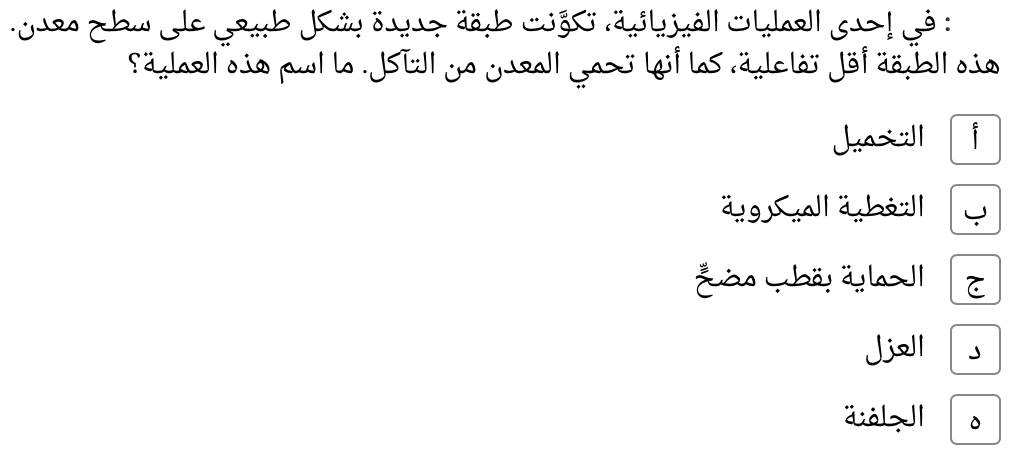 : في إحدى العمليات الفيزيائية، تكوَّنت طبقة جديدة بشكل طبيعي على سطح معدن.
هذه الطبقة أقل تفاعلية، كما أنها تحمي المعدن من التآكل. ما اسم هذه العملية؟
أ التخميل
ب التغطية الميكروية
ج الحماية بقطب مضحٍّ
د العزل
ه الجلفنة